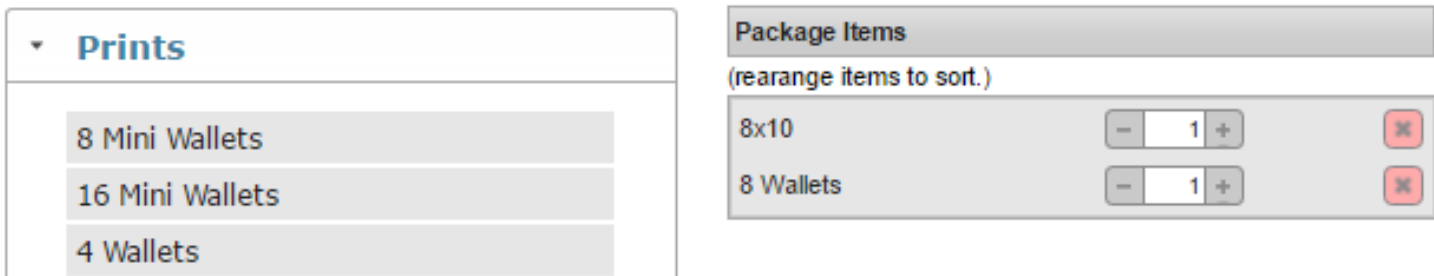 Prints
8 Mini Wallets
16 Mini Wallets
4 Wallets
Package Items
(rearange items to sort.)
8x10 1
8 Wallets 1